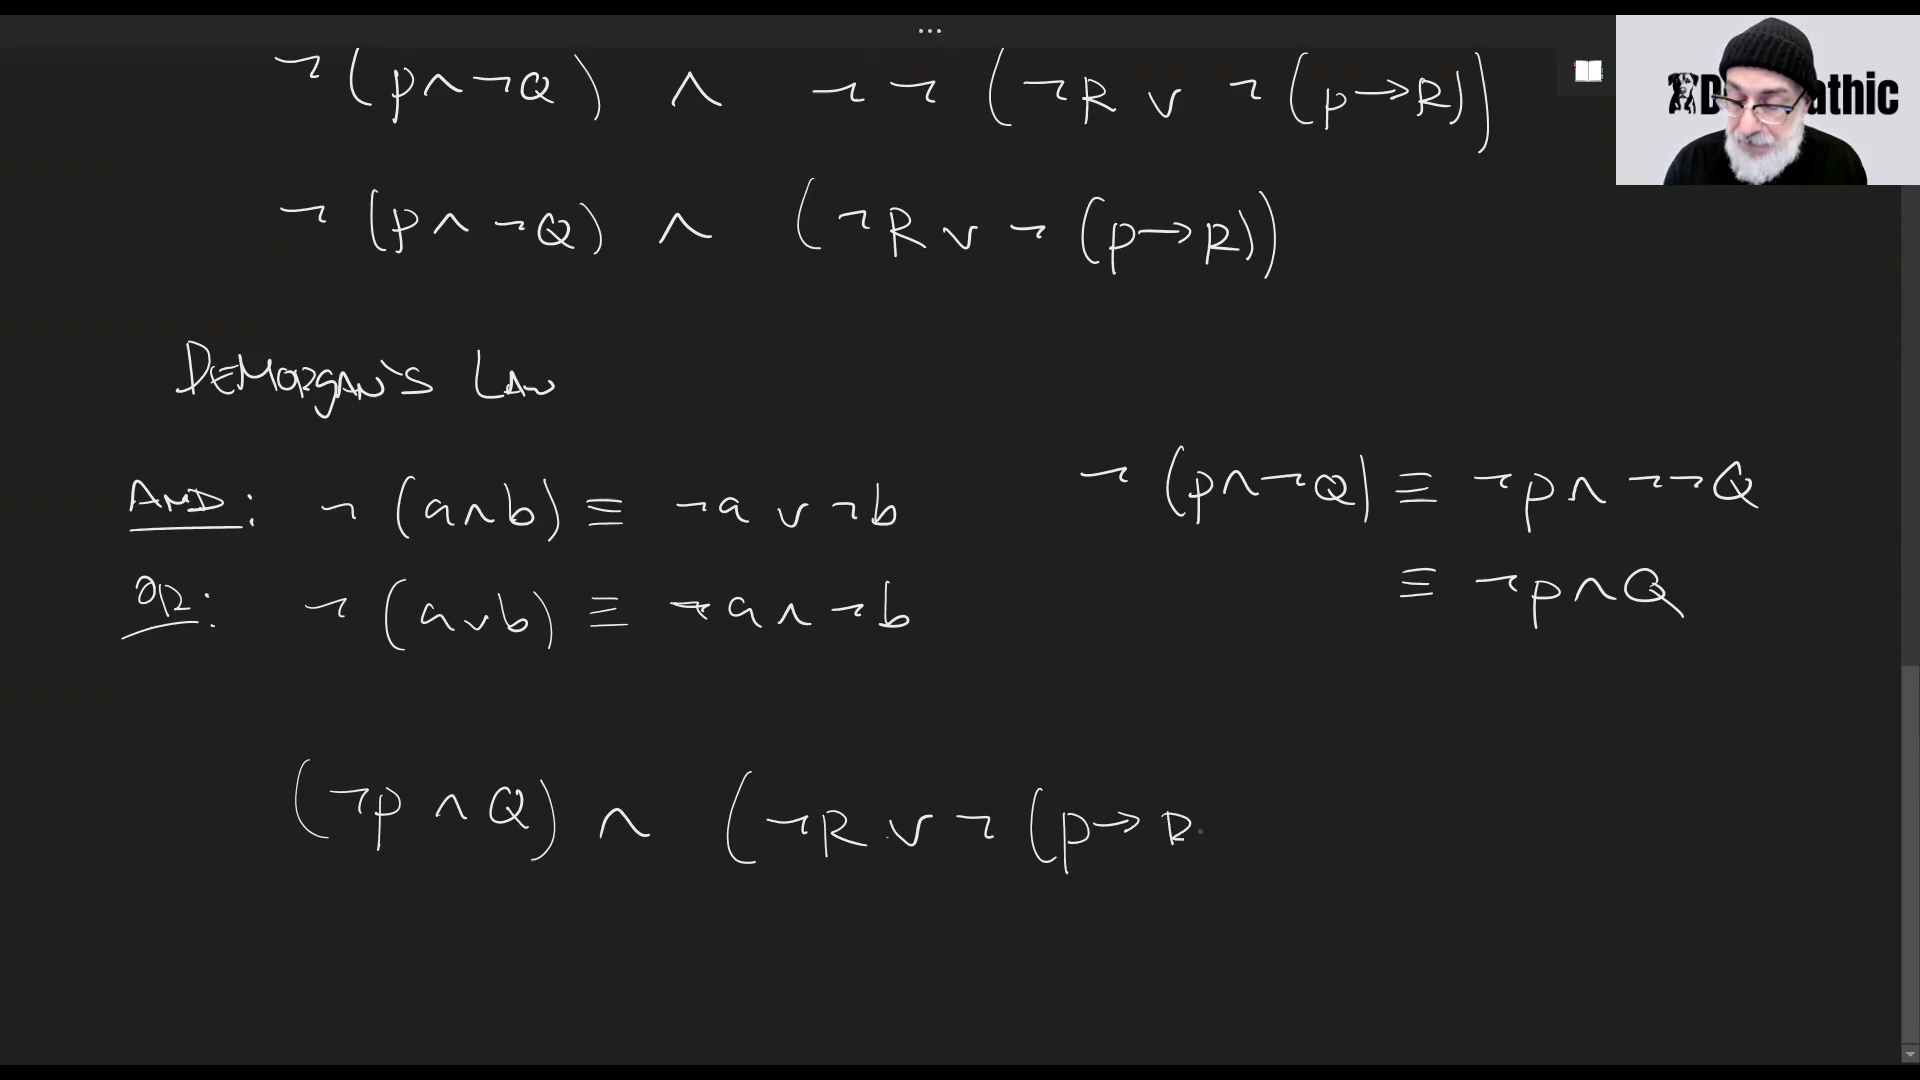 ¬(p∧¬Q) ∧ ¬¬(¬R ∨ ¬(p→R))
¬(p∧¬Q) ∧ (¬R ∨ ¬(p→R))
DeMorgan's Law
AND: ¬(a∧b) ≡ ¬a ∨ ¬b
OR: ¬(a∨b) ≡ ¬a ∧ ¬b
¬(p∧¬Q) ≡ ¬p ∧ ¬¬Q
≡ ¬p∧Q
(¬p ∧ Q) ∧ (¬R ∨ ¬(p→R